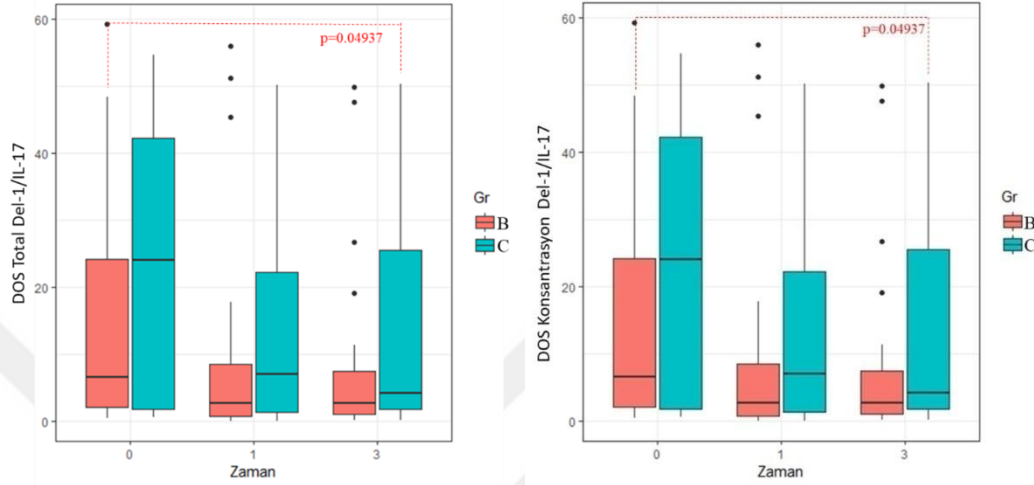 DOS Total Del-1/IL-17
60
40
20
0
p=0.04937
0
1
3
Zaman
Gr
B
C
DOS Konsantrasyon Del-1/IL-17
60
40
20
0
p=0.04937
0
1
3
Zaman
Gr
B
C